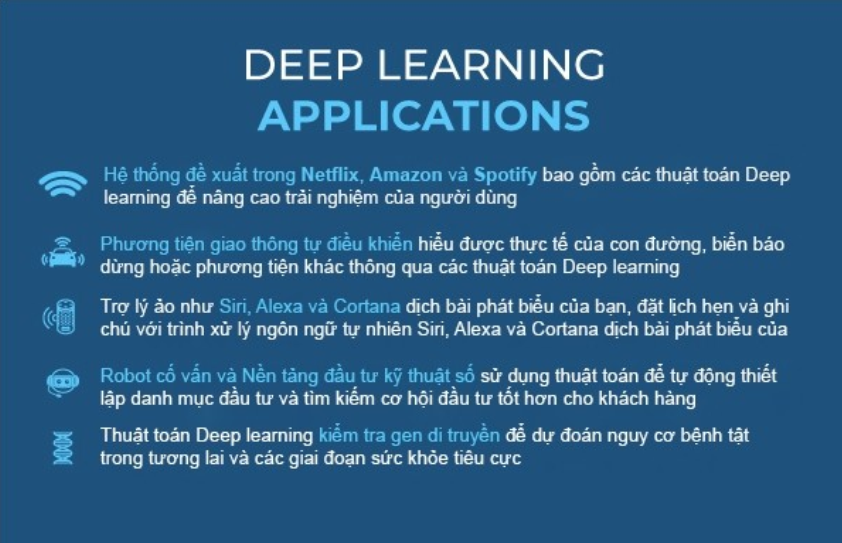 DEEP LEARNING
APPLICATIONS
Hệ thống đề xuất trong Netflix, Amazon và Spotify bao gồm các thuật toán Deep
learning để nâng cao trải nghiệm của người dùng
Phương tiện giao thông tự điều khiển hiểu được thực tế của con đường, biển báo
dừng hoặc phương tiện khác thông qua các thuật toán Deep learning
Trợ lý ảo như Siri, Alexa và Cortana dịch bài phát biểu của bạn, đặt lịch hẹn và ghi
chú với trình xử lý ngôn ngữ tự nhiên Siri, Alexa và Cortana dịch bài phát biểu của
Robot cố vấn và Nền tảng đầu tư kỹ thuật số sử dụng thuật toán để tự động thiết
lập danh mục đầu tư và tìm kiếm cơ hội đầu tư tốt hơn cho khách hàng
Thuật toán Deep learning kiểm tra gen di truyền để dự đoán nguy cơ bệnh tật
trong tương lai và các giai đoạn sức khỏe tiêu cực